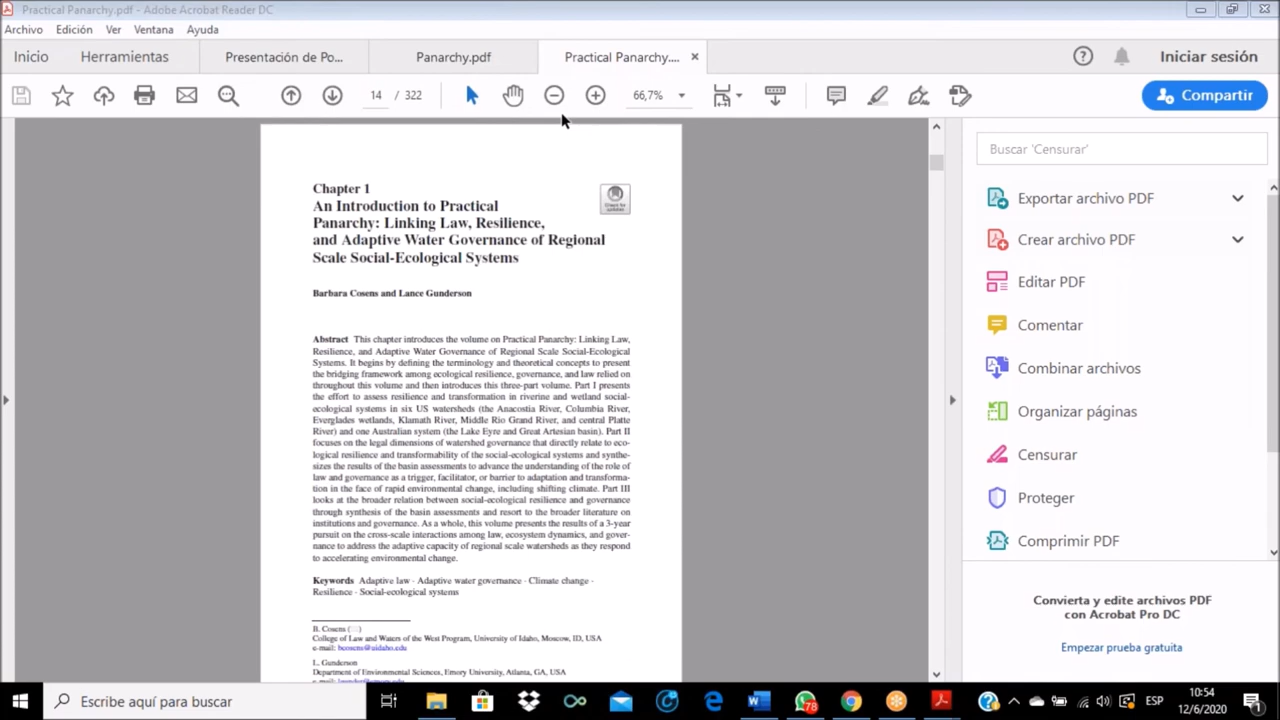 Practical Panarchy.pdf - Adobe Acrobat Reader DC
Archivo Edición Ver Ventana Ayuda
Inicio Herramientas Presentación de Po... Panarchy.pdf Practical Panarchy.... Iniciar sesión
14 / 322 66,7% Compartir
Chapter 1
An Introduction to Practical
Panarchy: Linking Law, Resilience,
and Adaptive Water Governance of Regional
Scale Social-Ecological Systems
Barbara Cosens and Lance Gunderson
Abstract This chapter introduces the volume on Practical Panarchy: Linking Law,
Resilience, and Adaptive Water Governance of Regional Scale Social-Ecological
Systems. It begins by defining the terminology and theoretical concepts to present
the bridging framework among ecological resilience, governance, and law relied on
throughout this volume and then introduces this three-part volume. Part I presents
the effort to assess resilience and transformation in riverine and wetland social-
ecological systems in six US watersheds (the Anacostia River, Columbia River,
Everglades wetlands, Klamath River, Middle Rio Grand River, and central Platte
River) and one Australian system (the Lake Eyre and Great Artesian basin). Part II
focuses on the legal dimensions of watershed governance that directly relate to eco-
logical resilience and transformability of the social-ecological systems and synthe-
sizes the results of the basin assessments to advance the understanding of the role of
law and governance as a trigger, facilitator, or barrier to adaptation and transforma-
tion in the face of rapid environmental change, including shifting climate. Part III
looks at the broader relation between social-ecological resilience and governance
through synthesis of the basin assessments and resort to the broader literature on
institutions and governance. As a whole, this volume presents the results of a 3-year
pursuit on the cross-scale interactions among law, ecosystem dynamics, and gover-
nance to address the adaptive capacity of regional scale watersheds as they respond
to accelerating environmental change.
Keywords Adaptive law · Adaptive water governance · Climate change ·
Resilience · Social-ecological systems
B. Cosens
College of Law and Waters of the West Program, University of Idaho, Moscow, ID, USA
e-mail: bcosens@uidaho.edu
L. Gunderson
Department of Environmental Sciences, Emory University, Atlanta, GA, USA
Buscar 'Censurar'
Exportar archivo PDF
Crear archivo PDF
Editar PDF
Comentar
Combinar archivos
Organizar páginas
Censurar
Proteger
Comprimir PDF
Convierta y edite archivos PDF
con Acrobat Pro DC
Empezar prueba gratuita
Escribe aquí para buscar
78
ESP
10:54
12/6/2020
1